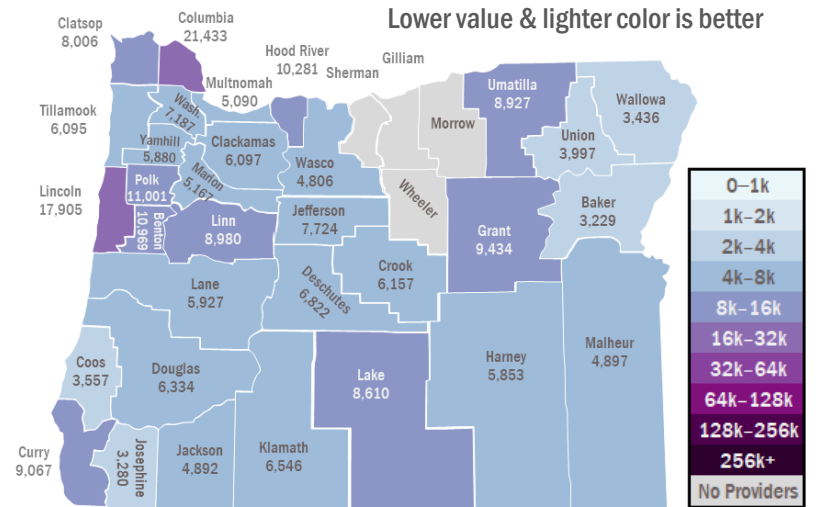 Lower value & lighter color is better
Clatsop
8,006
Columbia
21,433
Hood River
10,281
Sherman
Gilliam
Multnomah
5,090
Umatilla
8,927
Wallowa
3,436
Tillamook
6,095
Wash.
7,187
Morrow
Union
3,997
Yamhill
5,880
Clackamas
6,097
Wasco
4,806
Marion
5,167
Lincoln
17,905
Polk
11,001
Wheeler
Baker
3,229
Benton
10,969
Linn
8,980
Jefferson
7,724
Grant
9,434
Lane
5,927
Deschutes
6,822
Crook
6,157
Coos
3,557
Douglas
6,334
Lake
8,610
Harney
5,853
Malheur
4,897
Curry
9,067
Josephine
3,280
Jackson
4,892
Klamath
6,546
0–1k
1k–2k
2k–4k
4k–8k
8k–16k
16k–32k
32k–64k
64k–128k
128k–256k
256k+
No Providers